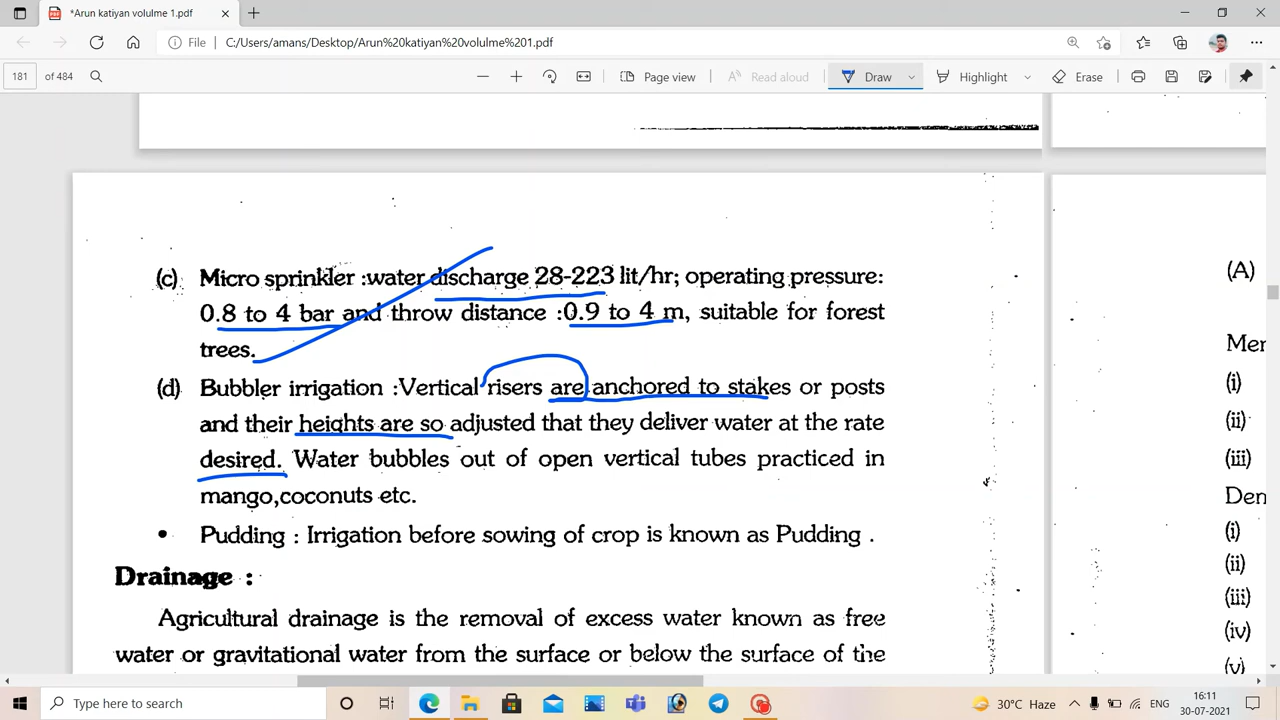 *Arun katiyan volulme 1.pdf
File
C:/Users/amans/Desktop/Arun%20katiyan%20volulme%201.pdf
181 of 484
Page view
Read aloud
Draw
Highlight
Erase
(c) Micro sprinkler :water discharge 28-223 lit/hr; operating pressure:
0.8 to 4 bar and throw distance :0.9 to 4 m, suitable for forest
trees.
(d) Bubbler irrigation :Vertical risers are anchored to stakes or posts
and their heights are so adjusted that they deliver water at the rate
desired. Water bubbles out of open vertical tubes practiced in
mango,coconuts etc.
• Pudding : Irrigation before sowing of crop is known as Pudding .
Drainage :
Agricultural drainage is the removal of excess water known as free
water or gravitational water from the surface or below the surface of the
(A)
Mer
(i)
(ii)
(iii)
Den
(i)
(ii)
(iii)
(iv)
(v)
Type here to search
30°C Haze
ENG
16:11
30-07-2021